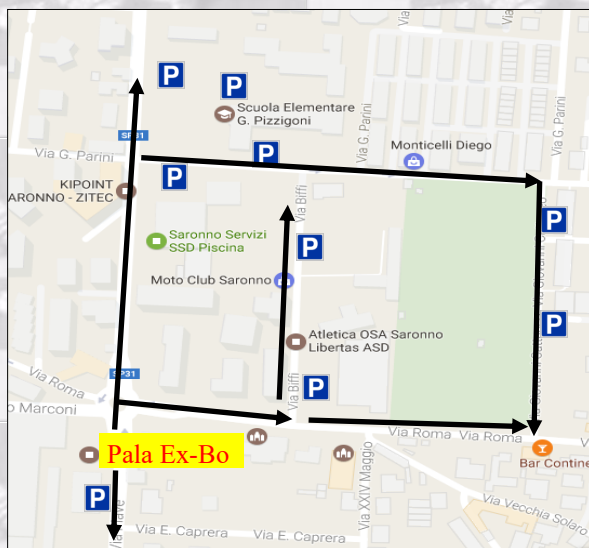 P
P
Scuola Elementare
G. Pizzigoni
Via G. Parini
Via G. Parini
SP31
Via G. Parini
P
P
Monticelli Diego
KIPOINT
ARONNO - ZITEC
Via Biffi
P
Saronno Servizi
SSD Piscina
P
Moto Club Saronno
P
Atletica OSA Saronno
Libertas ASD
SP31
Via Roma
P
Via Biffi
o Marconi
Via Roma
Via Roma
Pala Ex-Bo
Bar Contine
P
Via XXIV Maggio
Via Vecchia Solaro
Via E. Caprera
Via E. Caprera